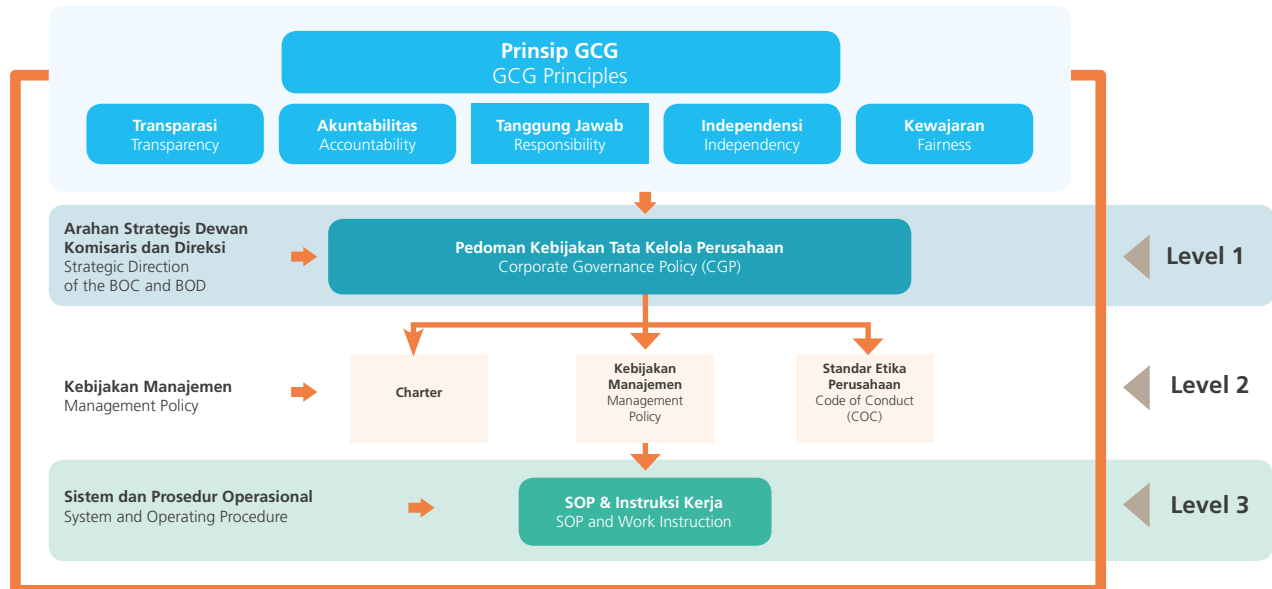 Prinsip GCG
GCG Principles
Transparasi
Transparency
Akuntabilitas
Accountability
Tanggung Jawab
Responsibility
Independensi
Independency
Kewajaran
Fairness
Arahan Strategis Dewan
Komisaris dan Direksi
Strategic Direction
of the BOC and BOD
Pedoman Kebijakan Tata Kelola Perusahaan
Corporate Governance Policy (CGP)
Level 1
Kebijakan Manajemen
Management Policy
Charter
Kebijakan
Manajemen
Management
Policy
Standar Etika
Perusahaan
Code of Conduct
(COC)
Level 2
Sistem dan Prosedur Operasional
System and Operating Procedure
SOP & Instruksi Kerja
SOP and Work Instruction
Level 3